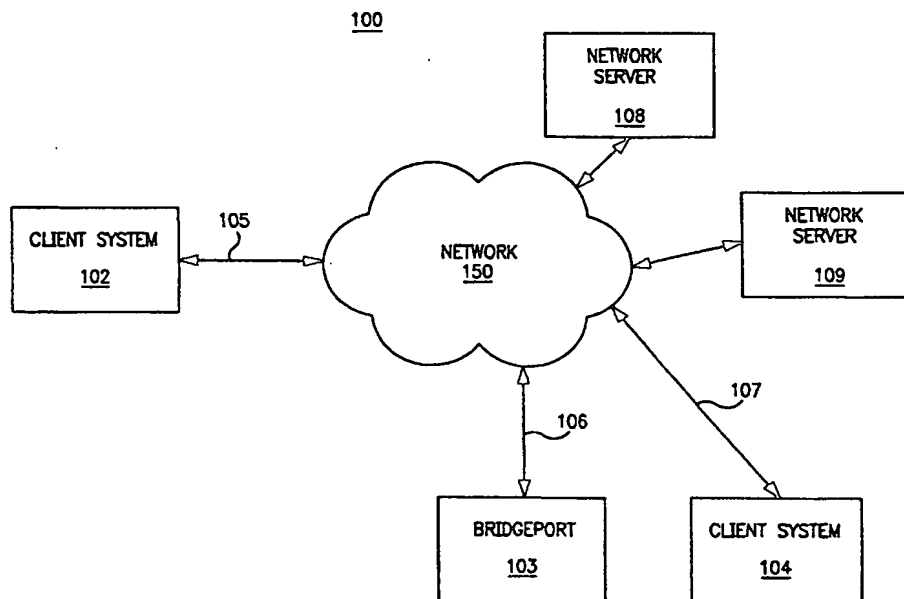 100
NETWORK
SERVER
108
105
CLIENT SYSTEM
102
NETWORK
150
NETWORK
SERVER
109
107
106
BRIDGEPORT
103
CLIENT SYSTEM
104